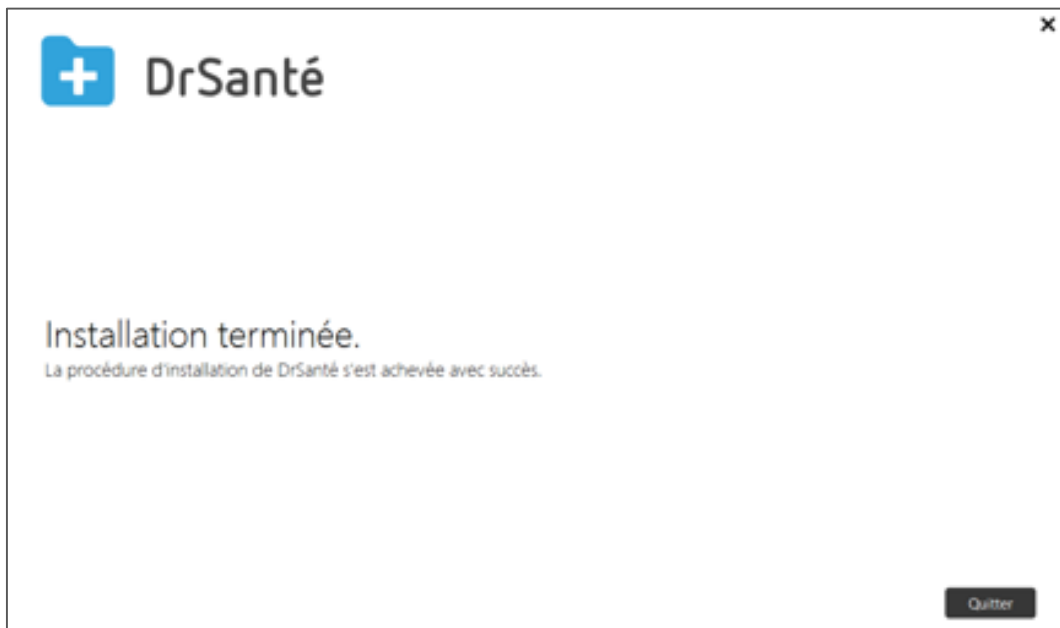 DrSanté
Installation terminée.
La procédure d'installation de DrSanté s'est achevée avec succès.
Quitter